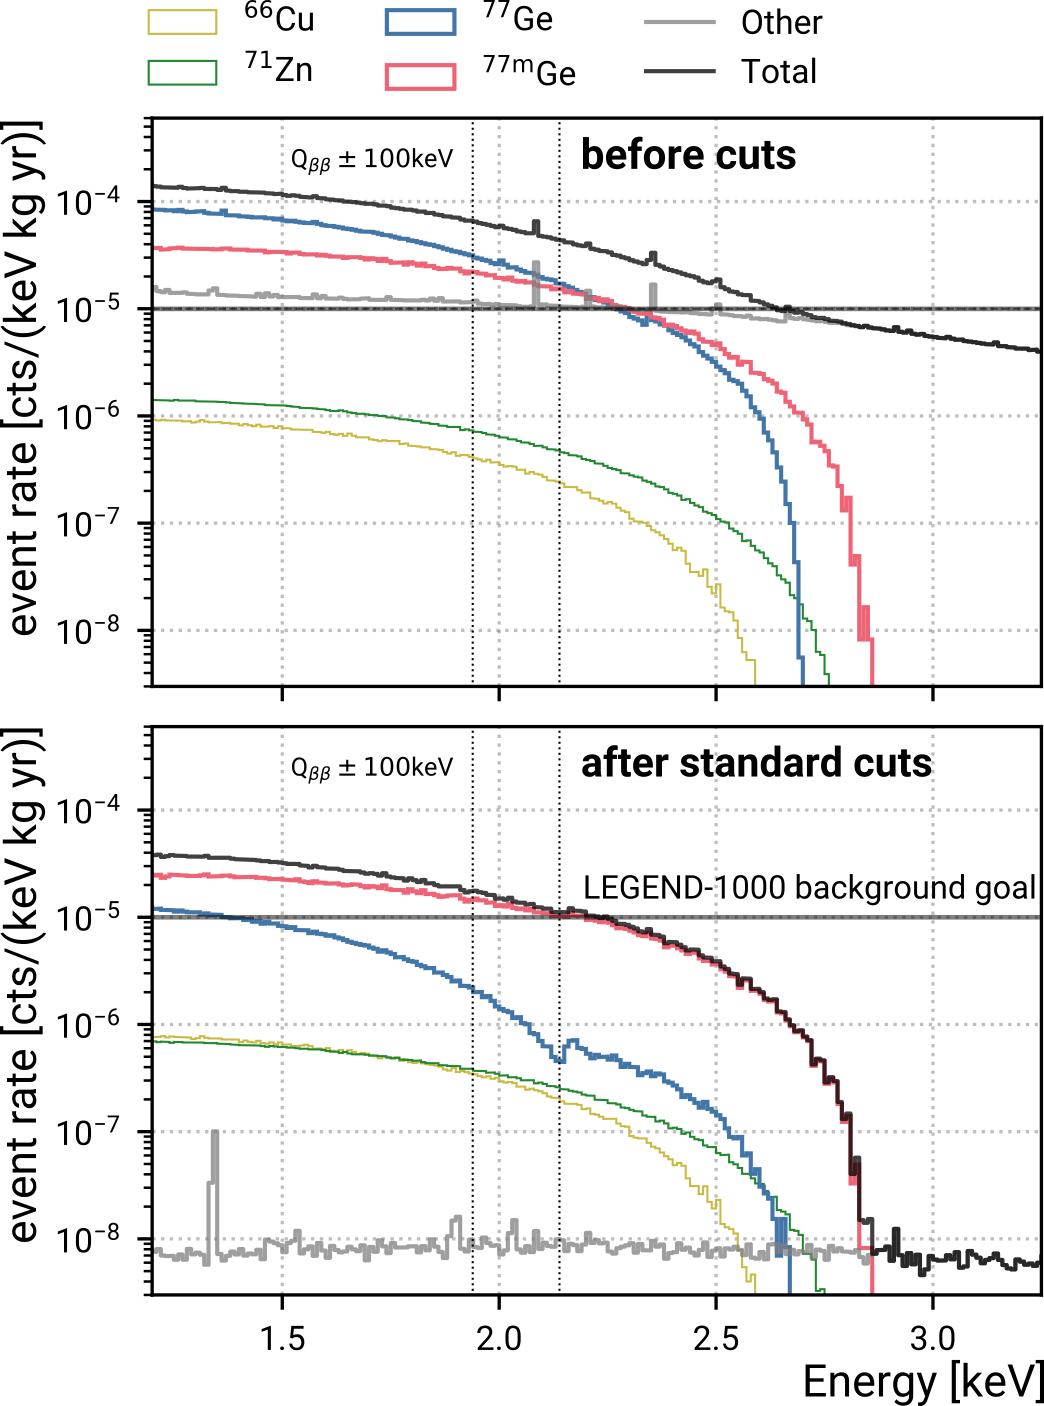 ⁶⁶Cu ⁷⁷Ge Other
⁷¹Zn ⁷⁷ᵐGe Total
Qββ ± 100keV before cuts
event rate [cts/(keV kg yr)]
10⁻⁴
10⁻⁵
10⁻⁶
10⁻⁷
10⁻⁸
Qββ ± 100keV after standard cuts
LEGEND-1000 background goal
event rate [cts/(keV kg yr)]
10⁻⁴
10⁻⁵
10⁻⁶
10⁻⁷
10⁻⁸
1.5 2.0 2.5 3.0
Energy [keV]